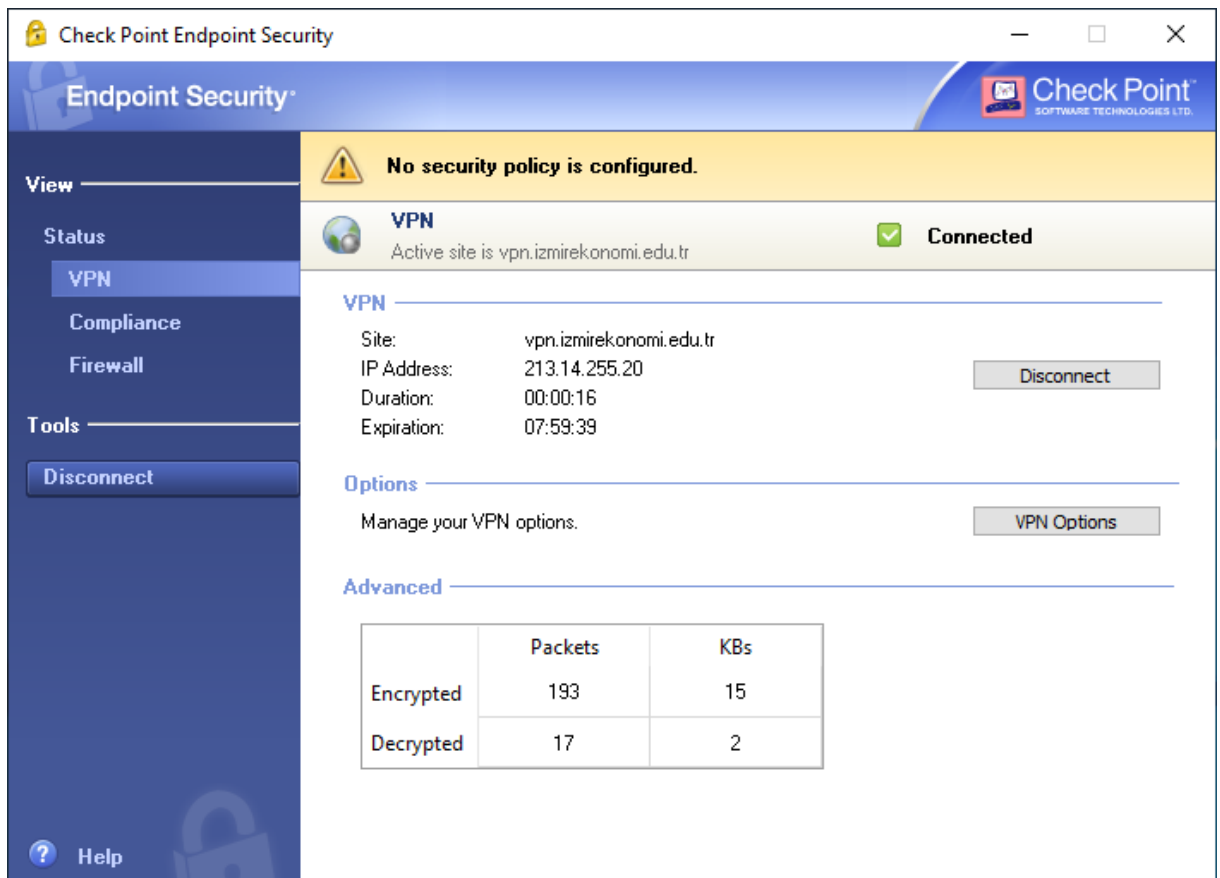 Check Point Endpoint Security
Endpoint Security
Check Point™
SOFTWARE TECHNOLOGIES LTD.
View
Status
VPN
Compliance
Firewall
Tools
Disconnect
Help
No security policy is configured.
VPN
Active site is vpn.izmirekonomi.edu.tr
Connected
VPN
Site: vpn.izmirekonomi.edu.tr
IP Address: 213.14.255.20
Duration: 00:00:16
Expiration: 07:59:39
Disconnect
Options
Manage your VPN options.
VPN Options
Advanced
Packets KBs
Encrypted 193 15
Decrypted 17 2